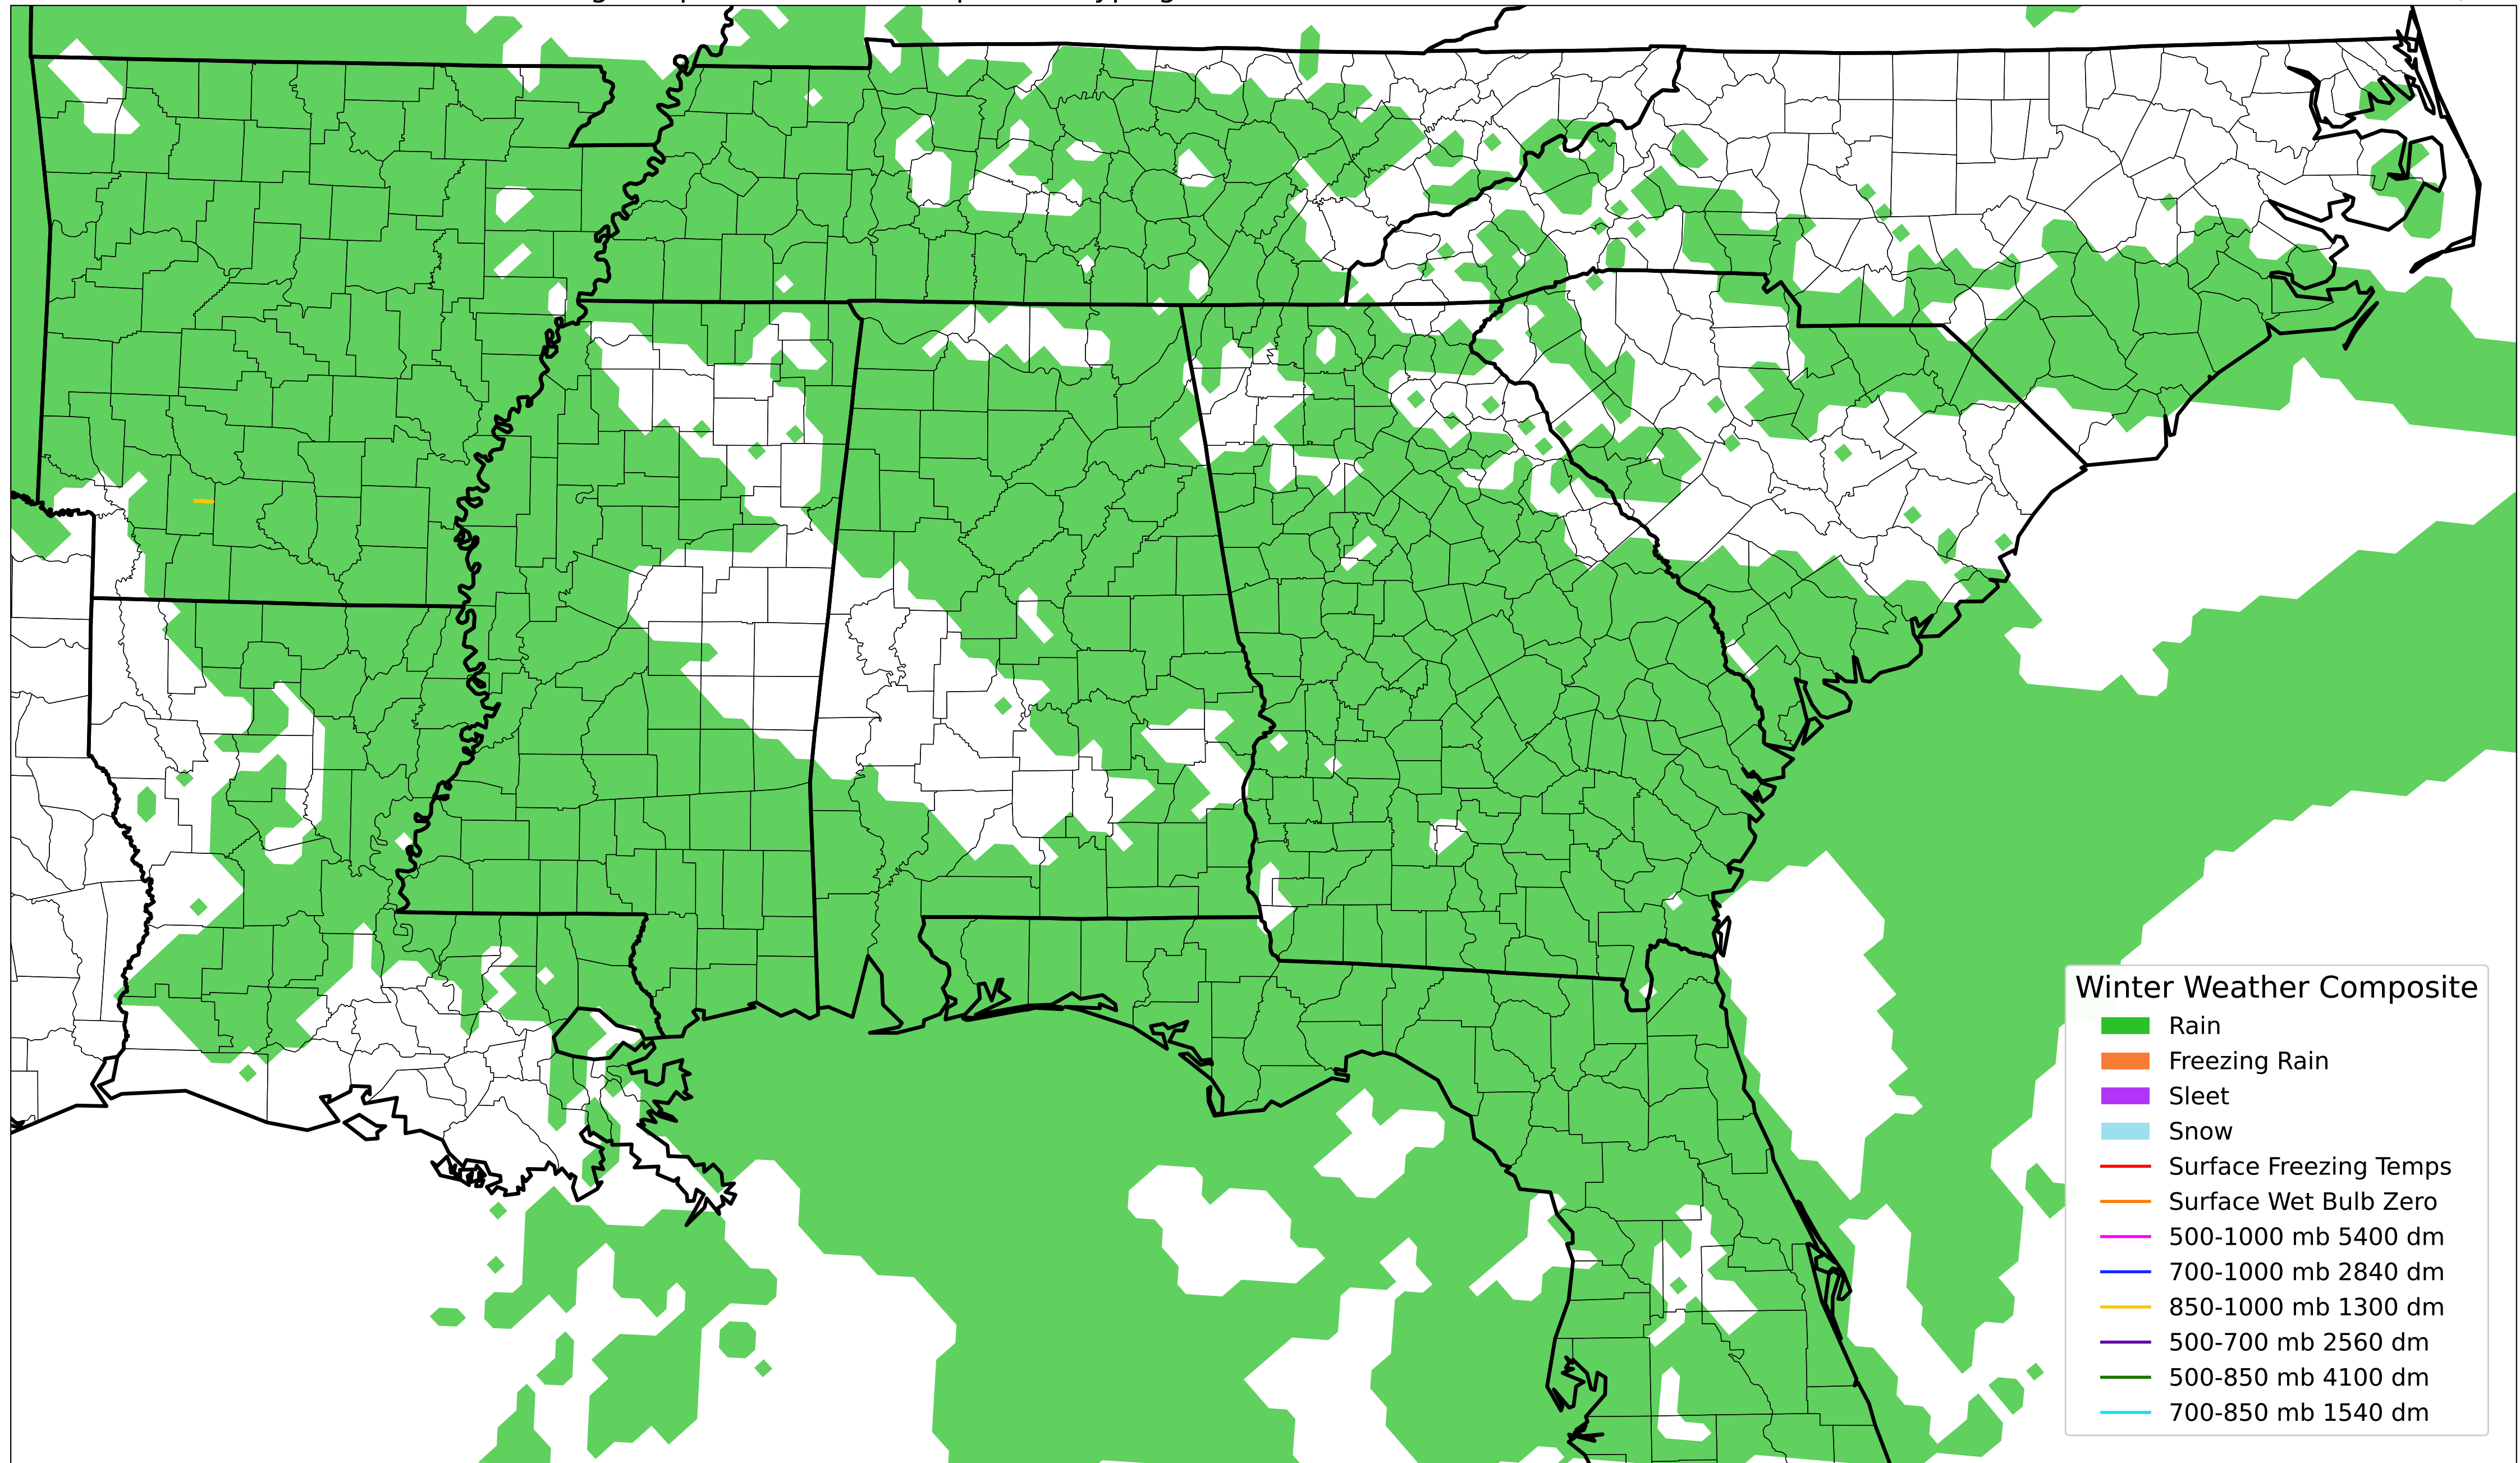 Winter Weather Composite
Rain
Freezing Rain
Sleet
Snow
Surface Freezing Temps
Surface Wet Bulb Zero
500-1000 mb 5400 dm
700-1000 mb 2840 dm
850-1000 mb 1300 dm
500-700 mb 2560 dm
500-850 mb 4100 dm
700-850 mb 1540 dm